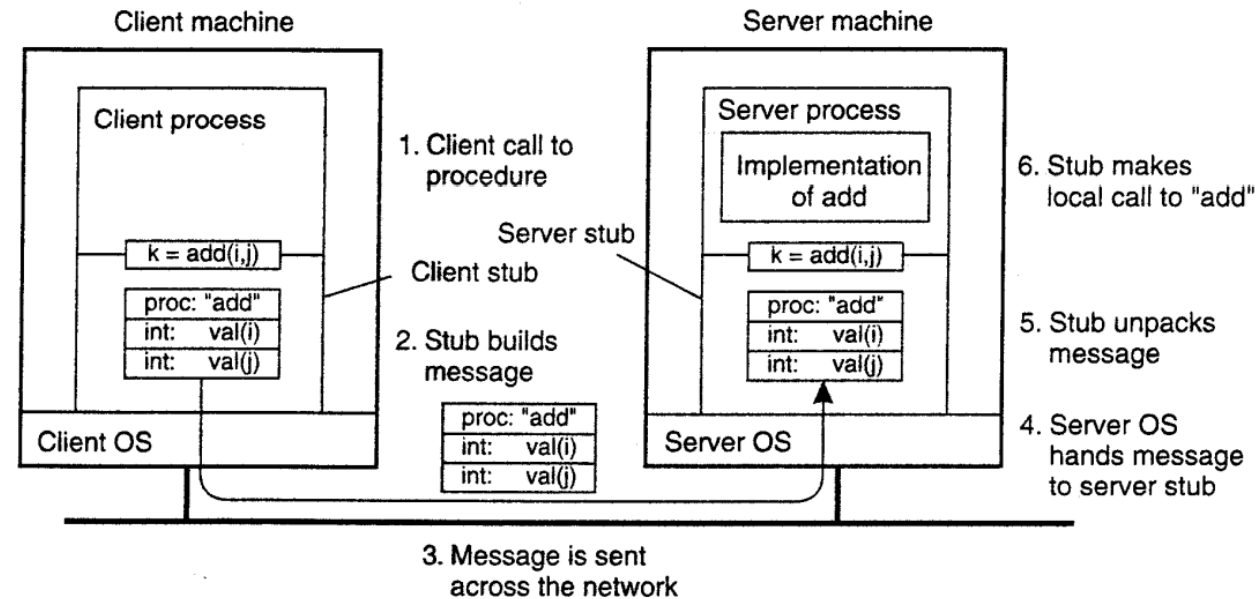 Client machine
Server machine
Client process
1. Client call to
procedure
Server process
Implementation
of add
6. Stub makes
local call to "add"
Server stub
k = add(i,j)
k = add(i,j)
Client stub
proc: "add"
int: val(i)
int: val(j)
2. Stub builds
message
proc: "add"
int: val(i)
int: val(j)
5. Stub unpacks
message
proc: "add"
int: val(i)
int: val(j)
Client OS
Server OS
4. Server OS
hands message
to server stub
3. Message is sent
across the network